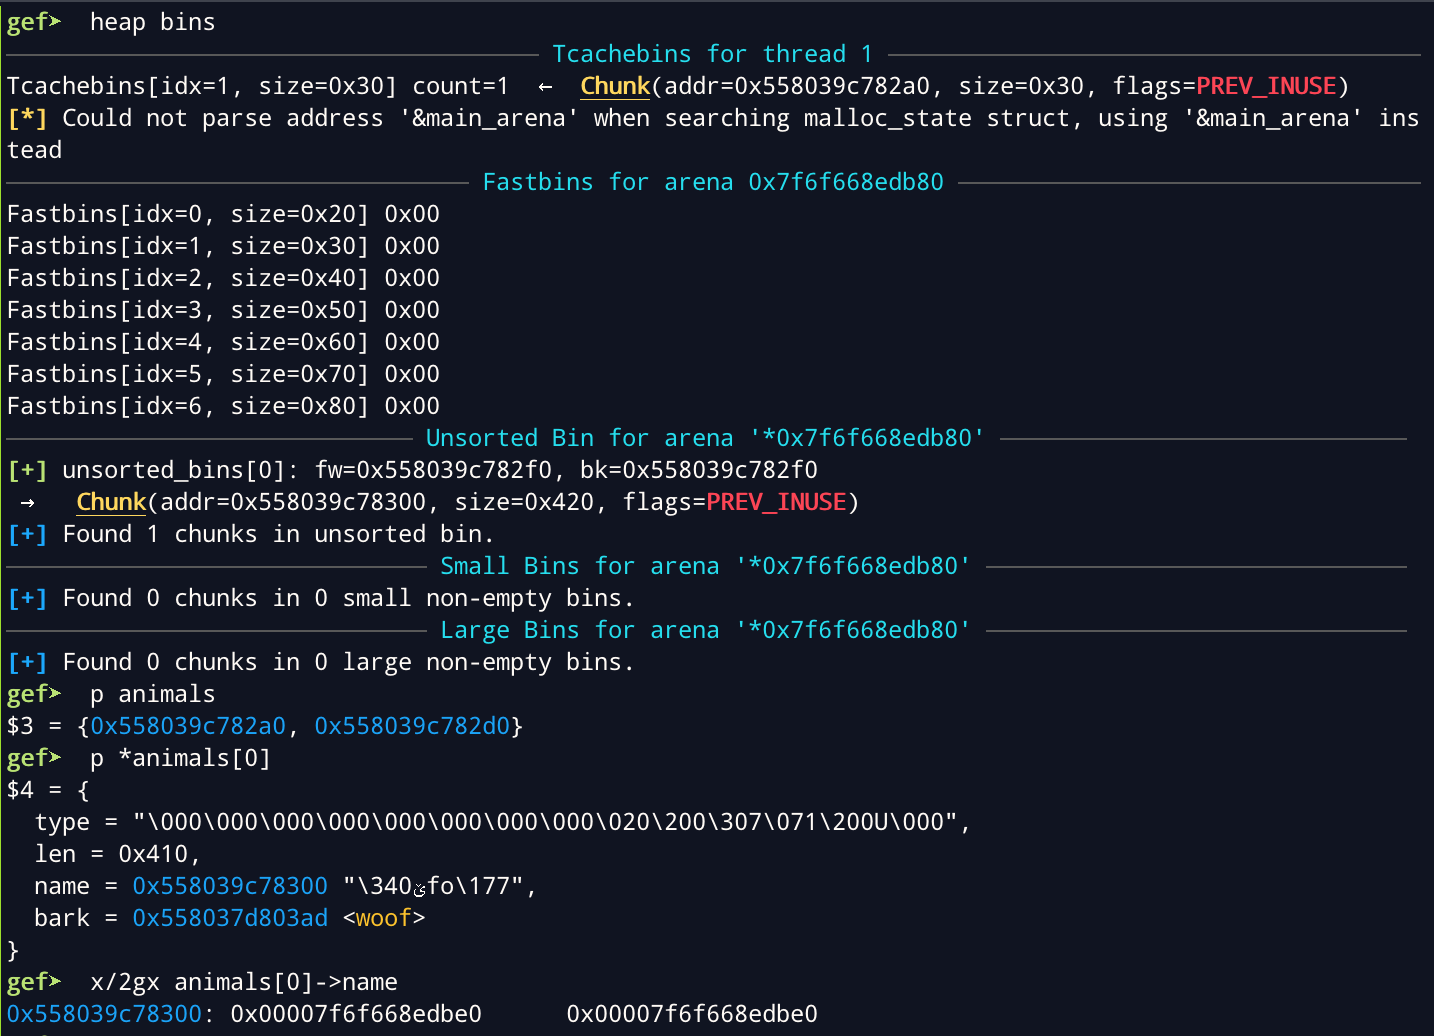 gef➤  heap bins
Tcachebins for thread 1
Tcachebins[idx=1, size=0x30] count=1  ←  Chunk(addr=0x558039c782a0, size=0x30, flags=PREV_INUSE)
[*] Could not parse address '&main_arena' when searching malloc_state struct, using '&main_arena' ins
tead
Fastbins for arena 0x7f6f668edb80
Fastbins[idx=0, size=0x20] 0x00
Fastbins[idx=1, size=0x30] 0x00
Fastbins[idx=2, size=0x40] 0x00
Fastbins[idx=3, size=0x50] 0x00
Fastbins[idx=4, size=0x60] 0x00
Fastbins[idx=5, size=0x70] 0x00
Fastbins[idx=6, size=0x80] 0x00
Unsorted Bin for arena '*0x7f6f668edb80'
[+] unsorted_bins[0]: fw=0x558039c782f0, bk=0x558039c782f0
→   Chunk(addr=0x558039c78300, size=0x420, flags=PREV_INUSE)
[+] Found 1 chunks in unsorted bin.
Small Bins for arena '*0x7f6f668edb80'
[+] Found 0 chunks in 0 small non-empty bins.
Large Bins for arena '*0x7f6f668edb80'
[+] Found 0 chunks in 0 large non-empty bins.
gef➤  p animals
$3 = {0x558039c782a0, 0x558039c782d0}
gef➤  p *animals[0]
$4 = {
type = "\000\000\000\000\000\000\000\000\020\200\307\071\200U\000",
len = 0x410,
name = 0x558039c78300 "\340ێfo\177",
bark = 0x558037d803ad <woof>
}
gef➤  x/2gx animals[0]->name
0x558039c78300: 0x00007f6f668edbe0      0x00007f6f668edbe0